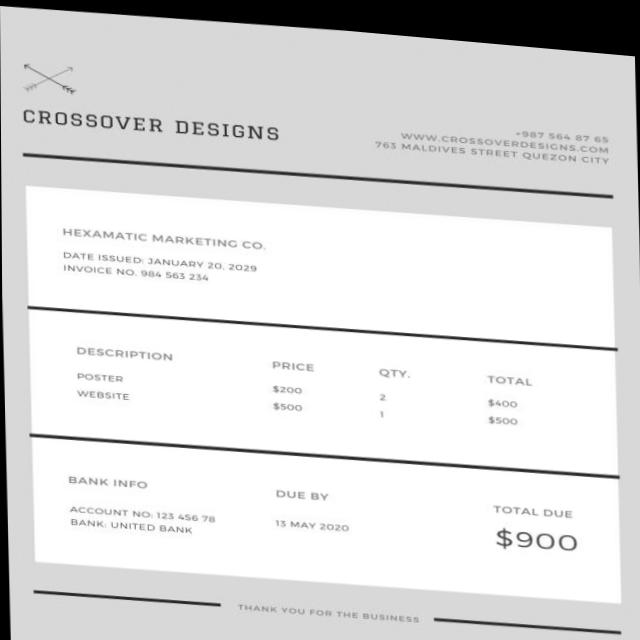 CROSSOVER DESIGNS
+987 564 87 65
WWW.CROSSOVERDESIGNS.COM
763 MALDIVES STREET QUEZON CITY
HEXAMATIC MARKETING CO.
DATE ISSUED: JANUARY 20, 2029
INVOICE NO. 984 563 234
DESCRIPTION PRICE QTY. TOTAL
POSTER $200 2 $400
WEBSITE $500 1 $500
BANK INFO DUE BY TOTAL DUE
ACCOUNT NO: 123 456 78 13 MAY 2020 $900
BANK: UNITED BANK
THANK YOU FOR THE BUSINESS